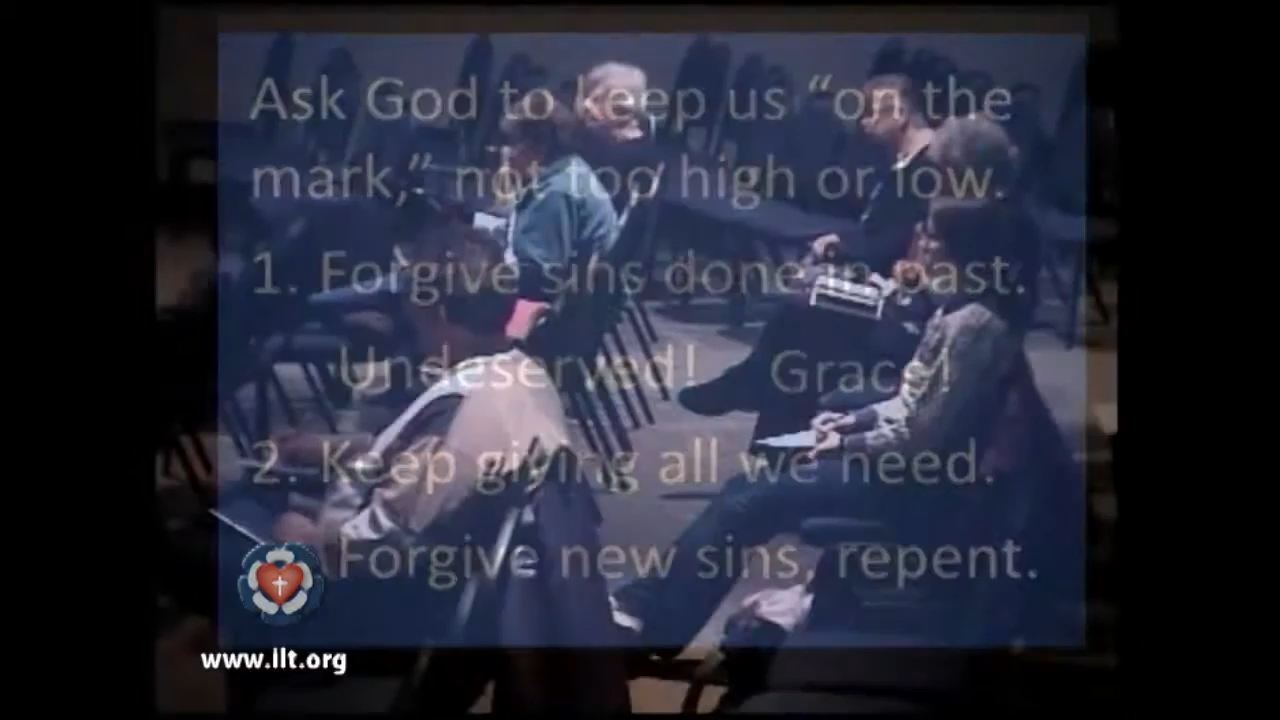 Ask God to keep us “on the
mark,” not too high or low.
1. Forgive sins done in past.
Undeserved! Grace!
2. Keep giving all we need.
Forgive new sins, repent.
www.ilt.org